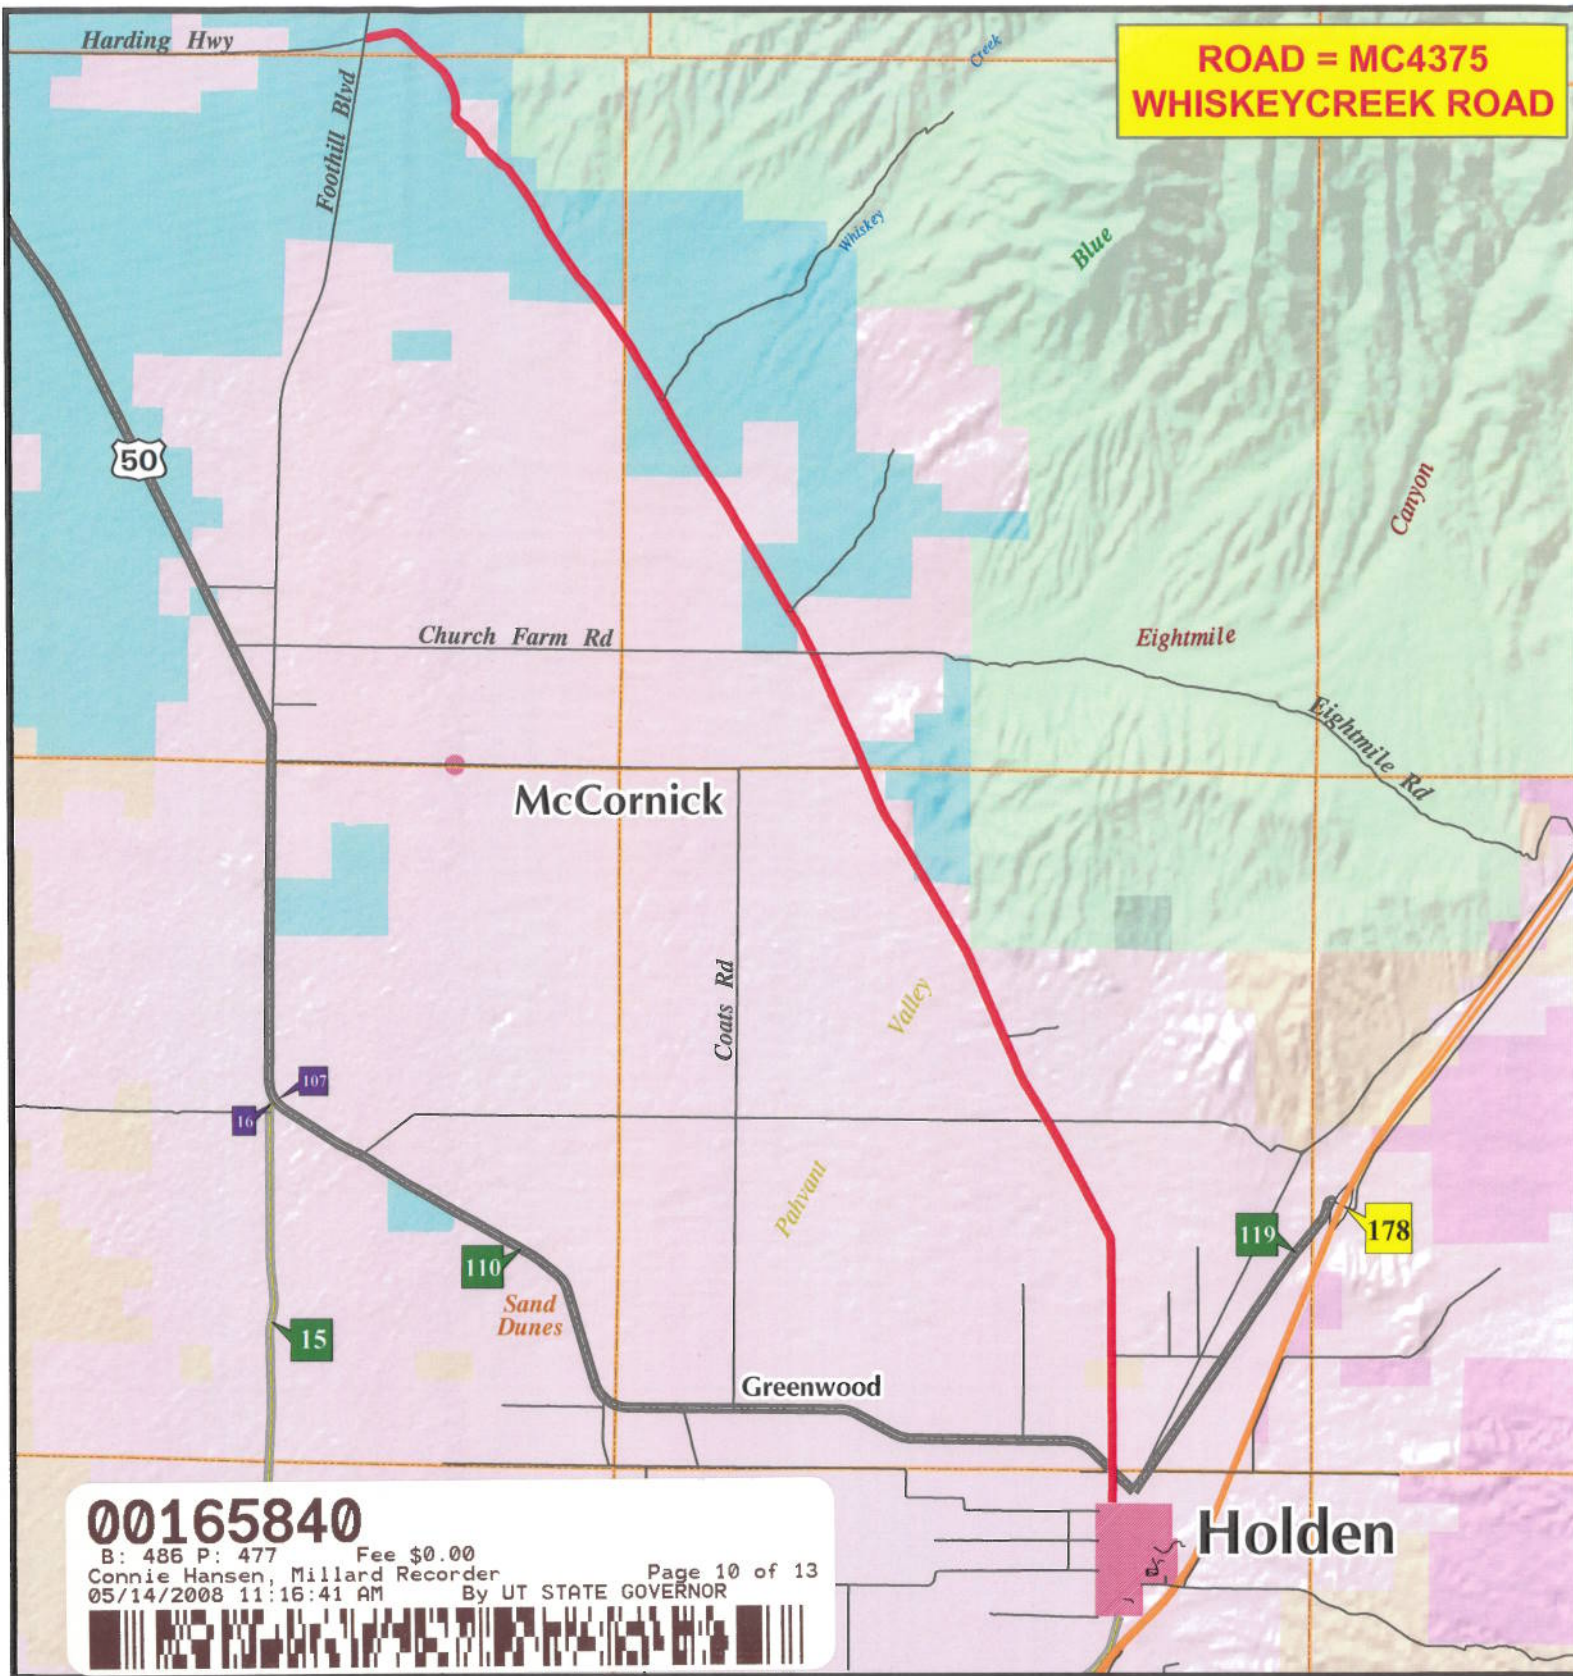 Harding Hwy
Foothill Blvd
Creek
ROAD = MC4375
WHISKEYCREEK ROAD
Whiskey
Blue
50
Canyon
Church Farm Rd
Eightmile
Eightmile Rd
McCornick
Coats Rd
Valley
107
16
Pahvant
119
178
110
Sand
Dunes
15
Greenwood
Holden
00165840
B: 486 P: 477 Fee $0.00
Connie Hansen, Millard Recorder Page 10 of 13
05/14/2008 11:16:41 AM By UT STATE GOVERNOR